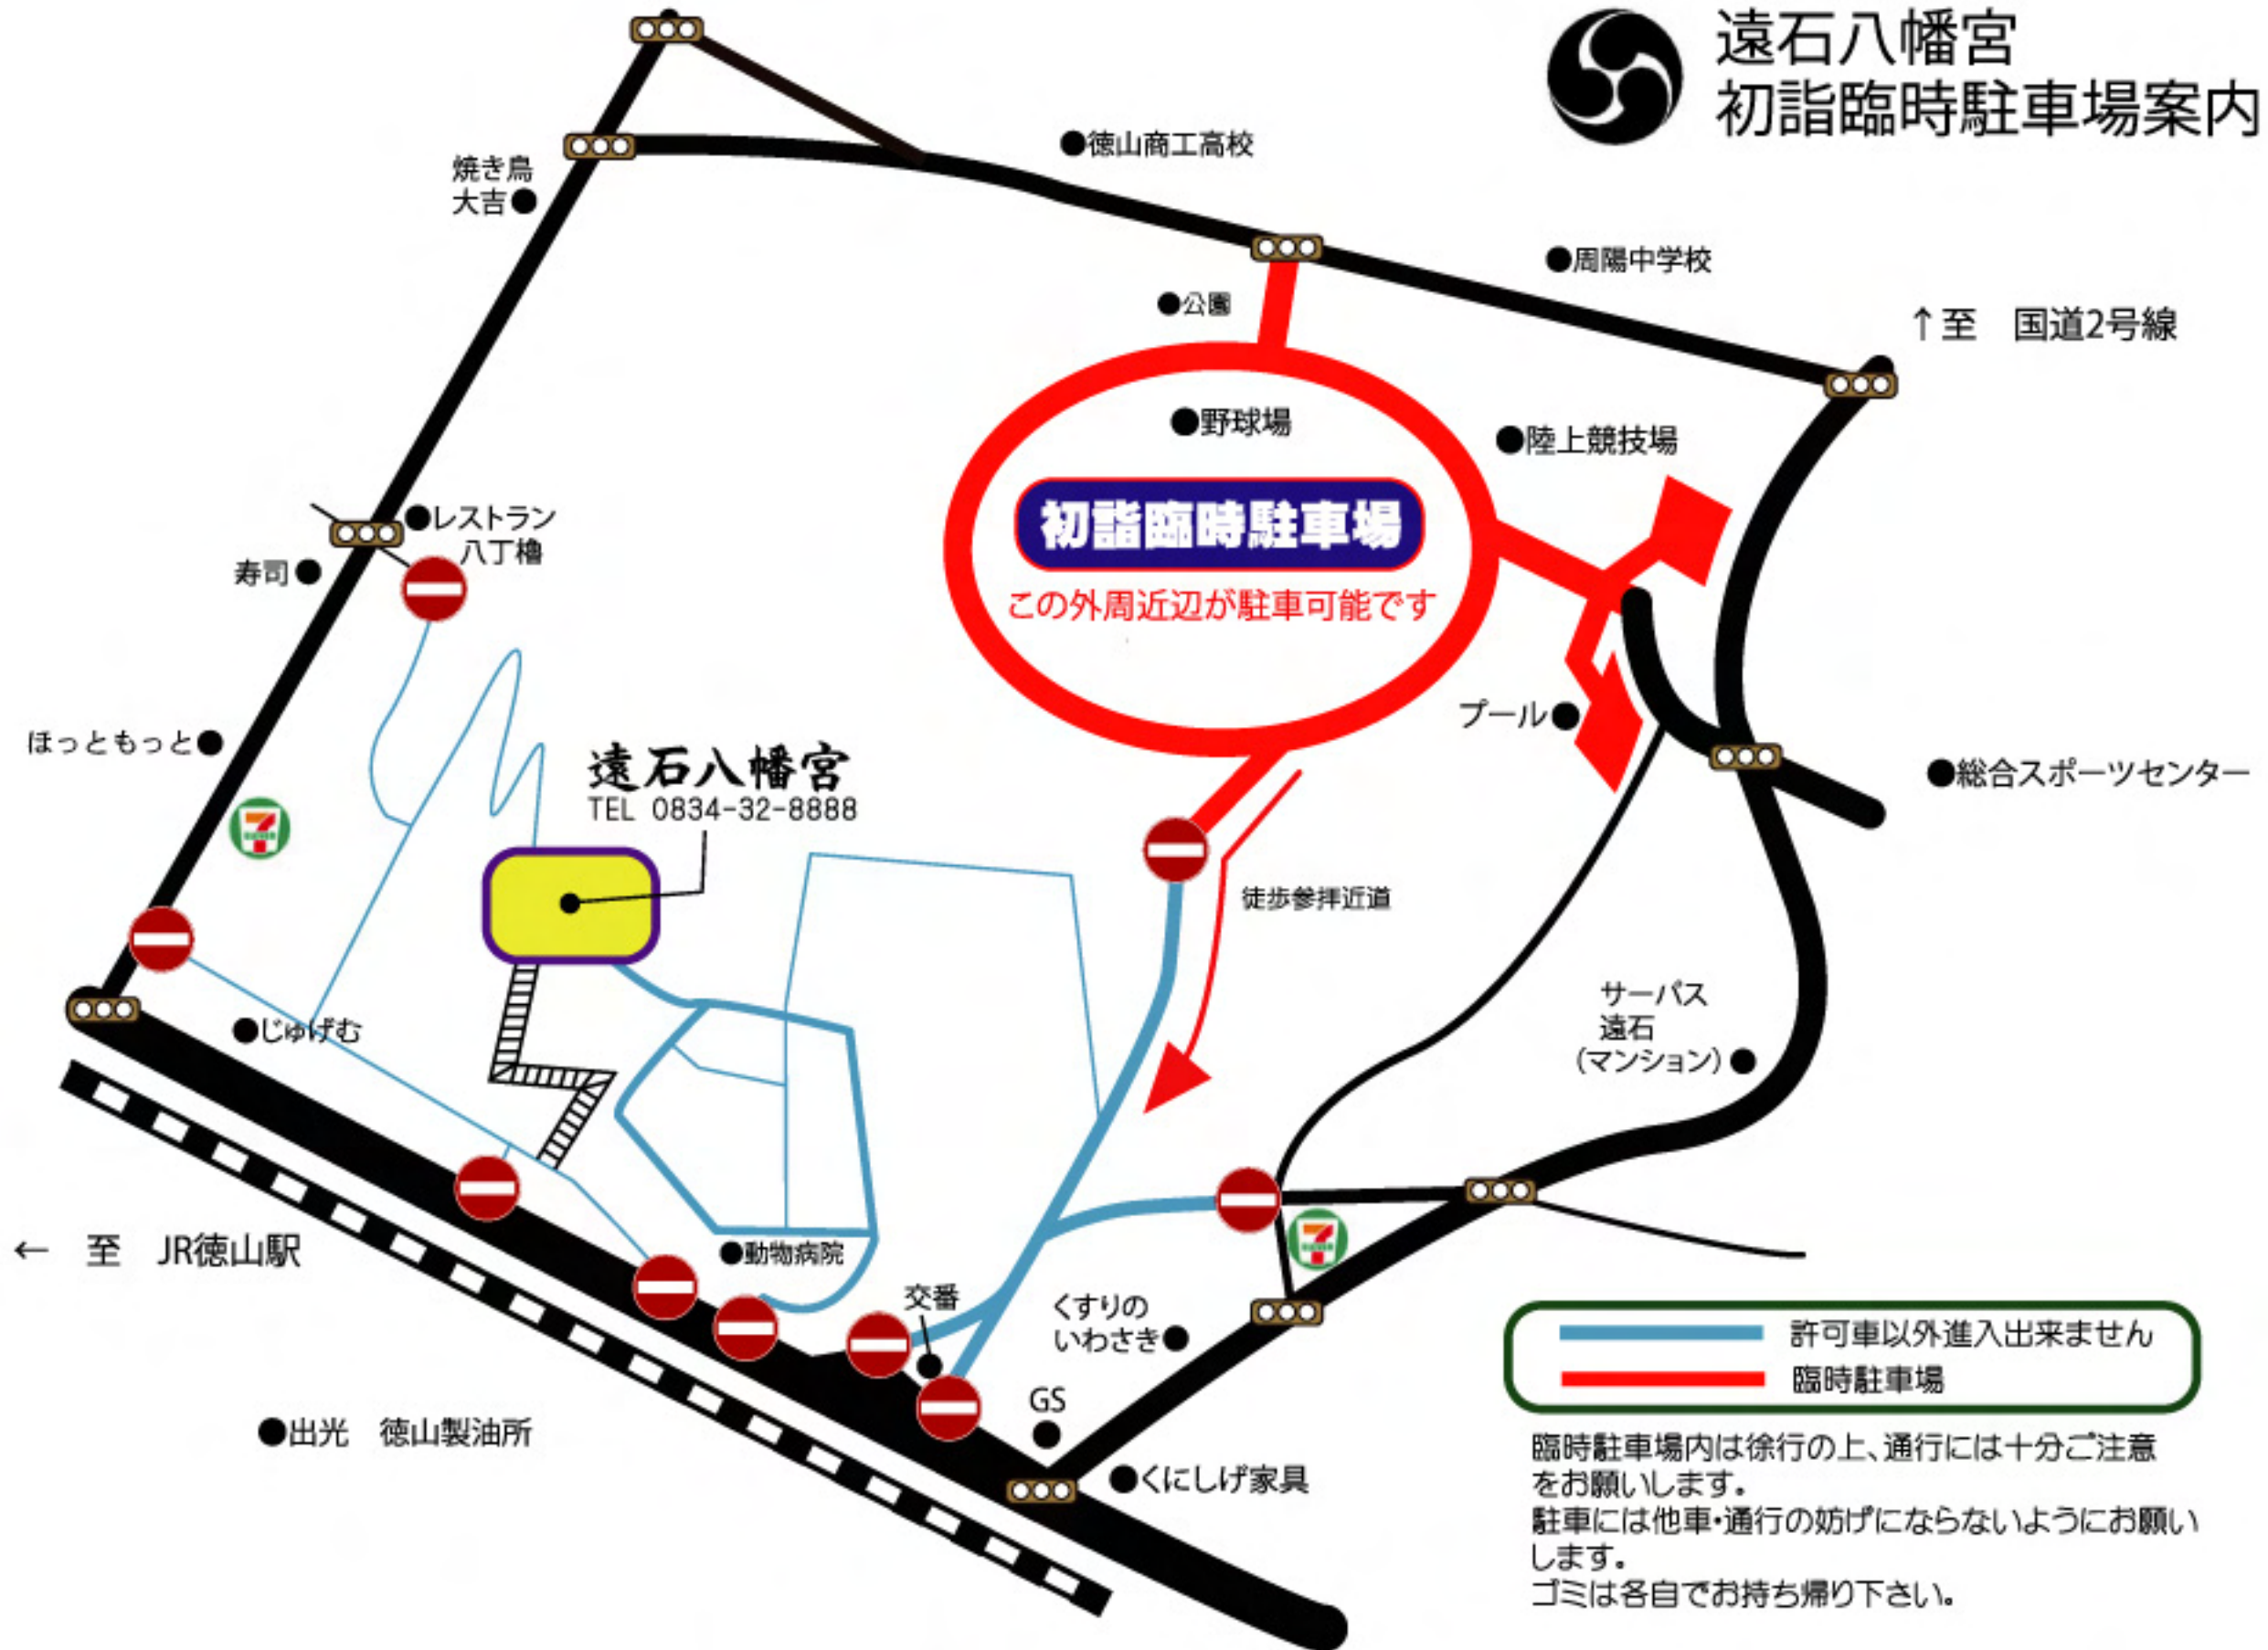 遠石八幡宮
初詣臨時駐車場案内
●徳山商工高校
焼き鳥
大吉●
●周陽中学校
●公園
↑至　国道2号線
●野球場
●陸上競技場
初詣臨時駐車場
この外周近辺が駐車可能です
●レストラン
八丁櫓
寿司●
プール●
ほっともっと●
●総合スポーツセンター
遠石八幡宮
TEL 0834-32-8888
徒歩参拝近道
サーパス
遠石
（マンション）●
●じゅげむ
←　至　JR徳山駅
●動物病院
交番
くすりの
いわさき●
GS
●くにしげ家具
●出光　徳山製油所
許可車以外進入出来ません
臨時駐車場
臨時駐車場内は徐行の上、通行には十分ご注意
をお願いします。
駐車には他車・通行の妨げにならないようにお願い
します。
ゴミは各自でお持ち帰り下さい。